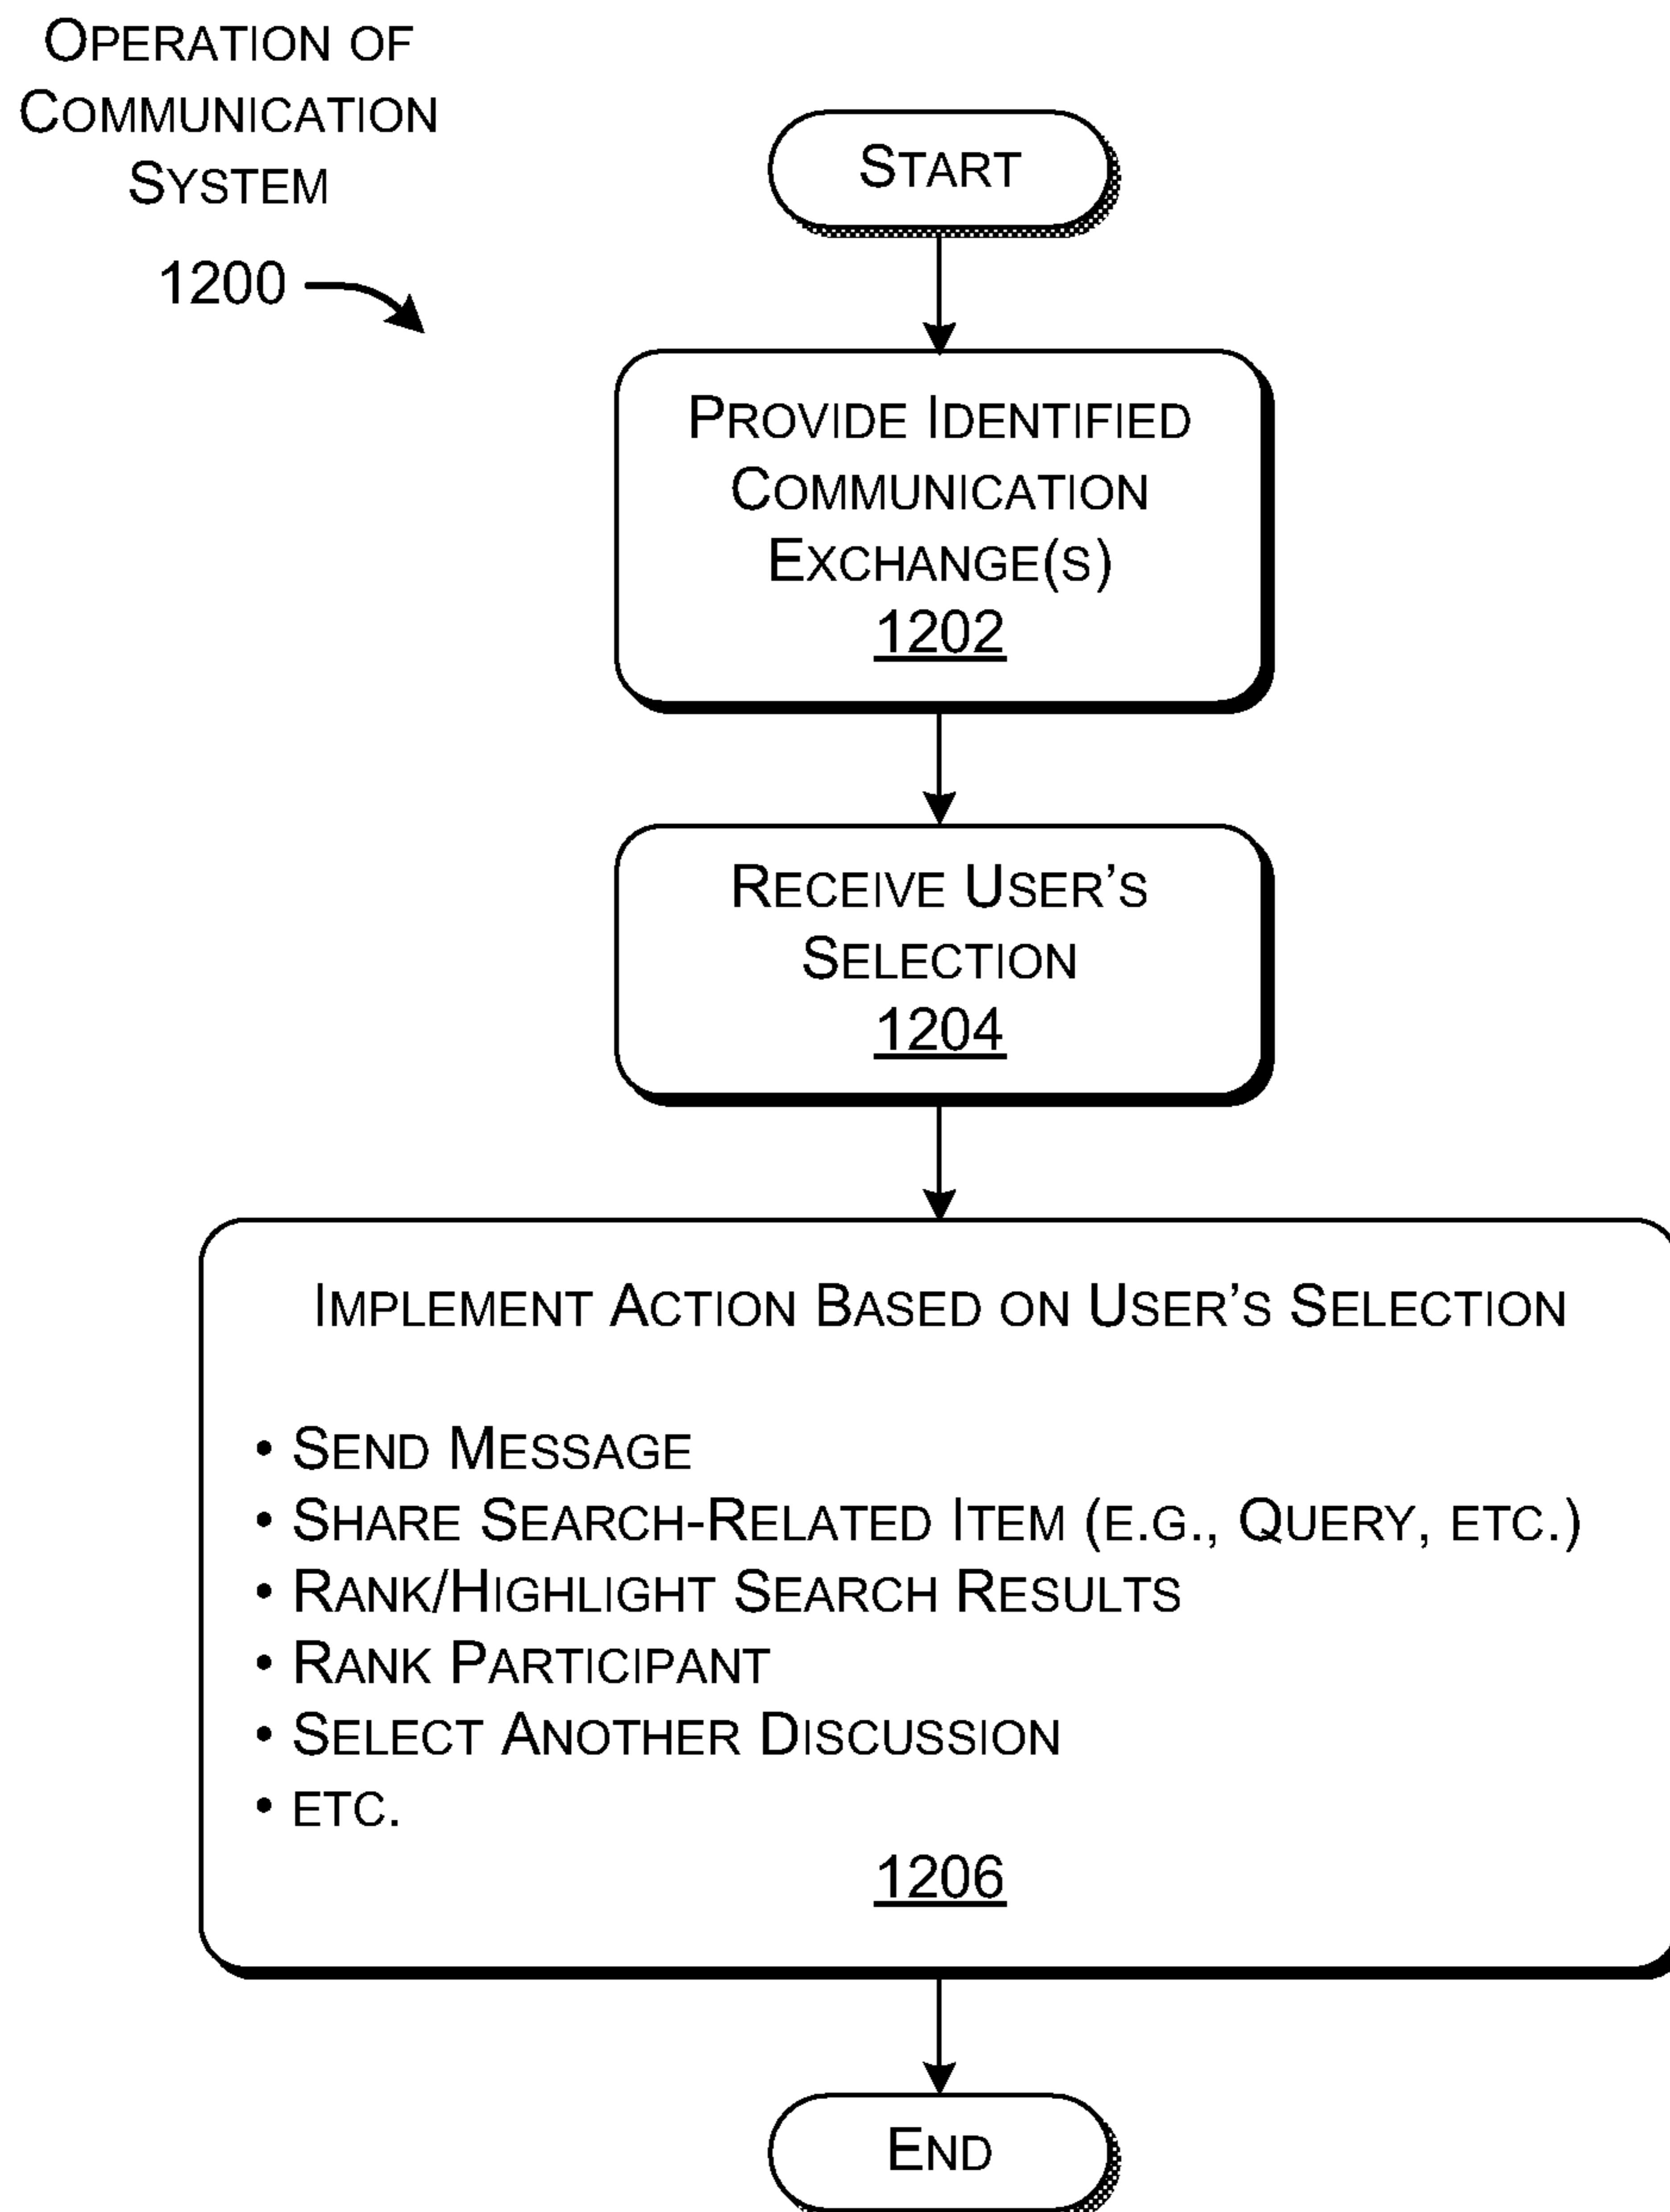 OPERATION OF
COMMUNICATION
SYSTEM
1200
START
PROVIDE IDENTIFIED
COMMUNICATION
EXCHANGE(S)
1202
RECEIVE USER'S
SELECTION
1204
IMPLEMENT ACTION BASED ON USER'S SELECTION
• SEND MESSAGE
• SHARE SEARCH-RELATED ITEM (E.G., QUERY, ETC.)
• RANK/HIGHLIGHT SEARCH RESULTS
• RANK PARTICIPANT
• SELECT ANOTHER DISCUSSION
• ETC.
1206
END